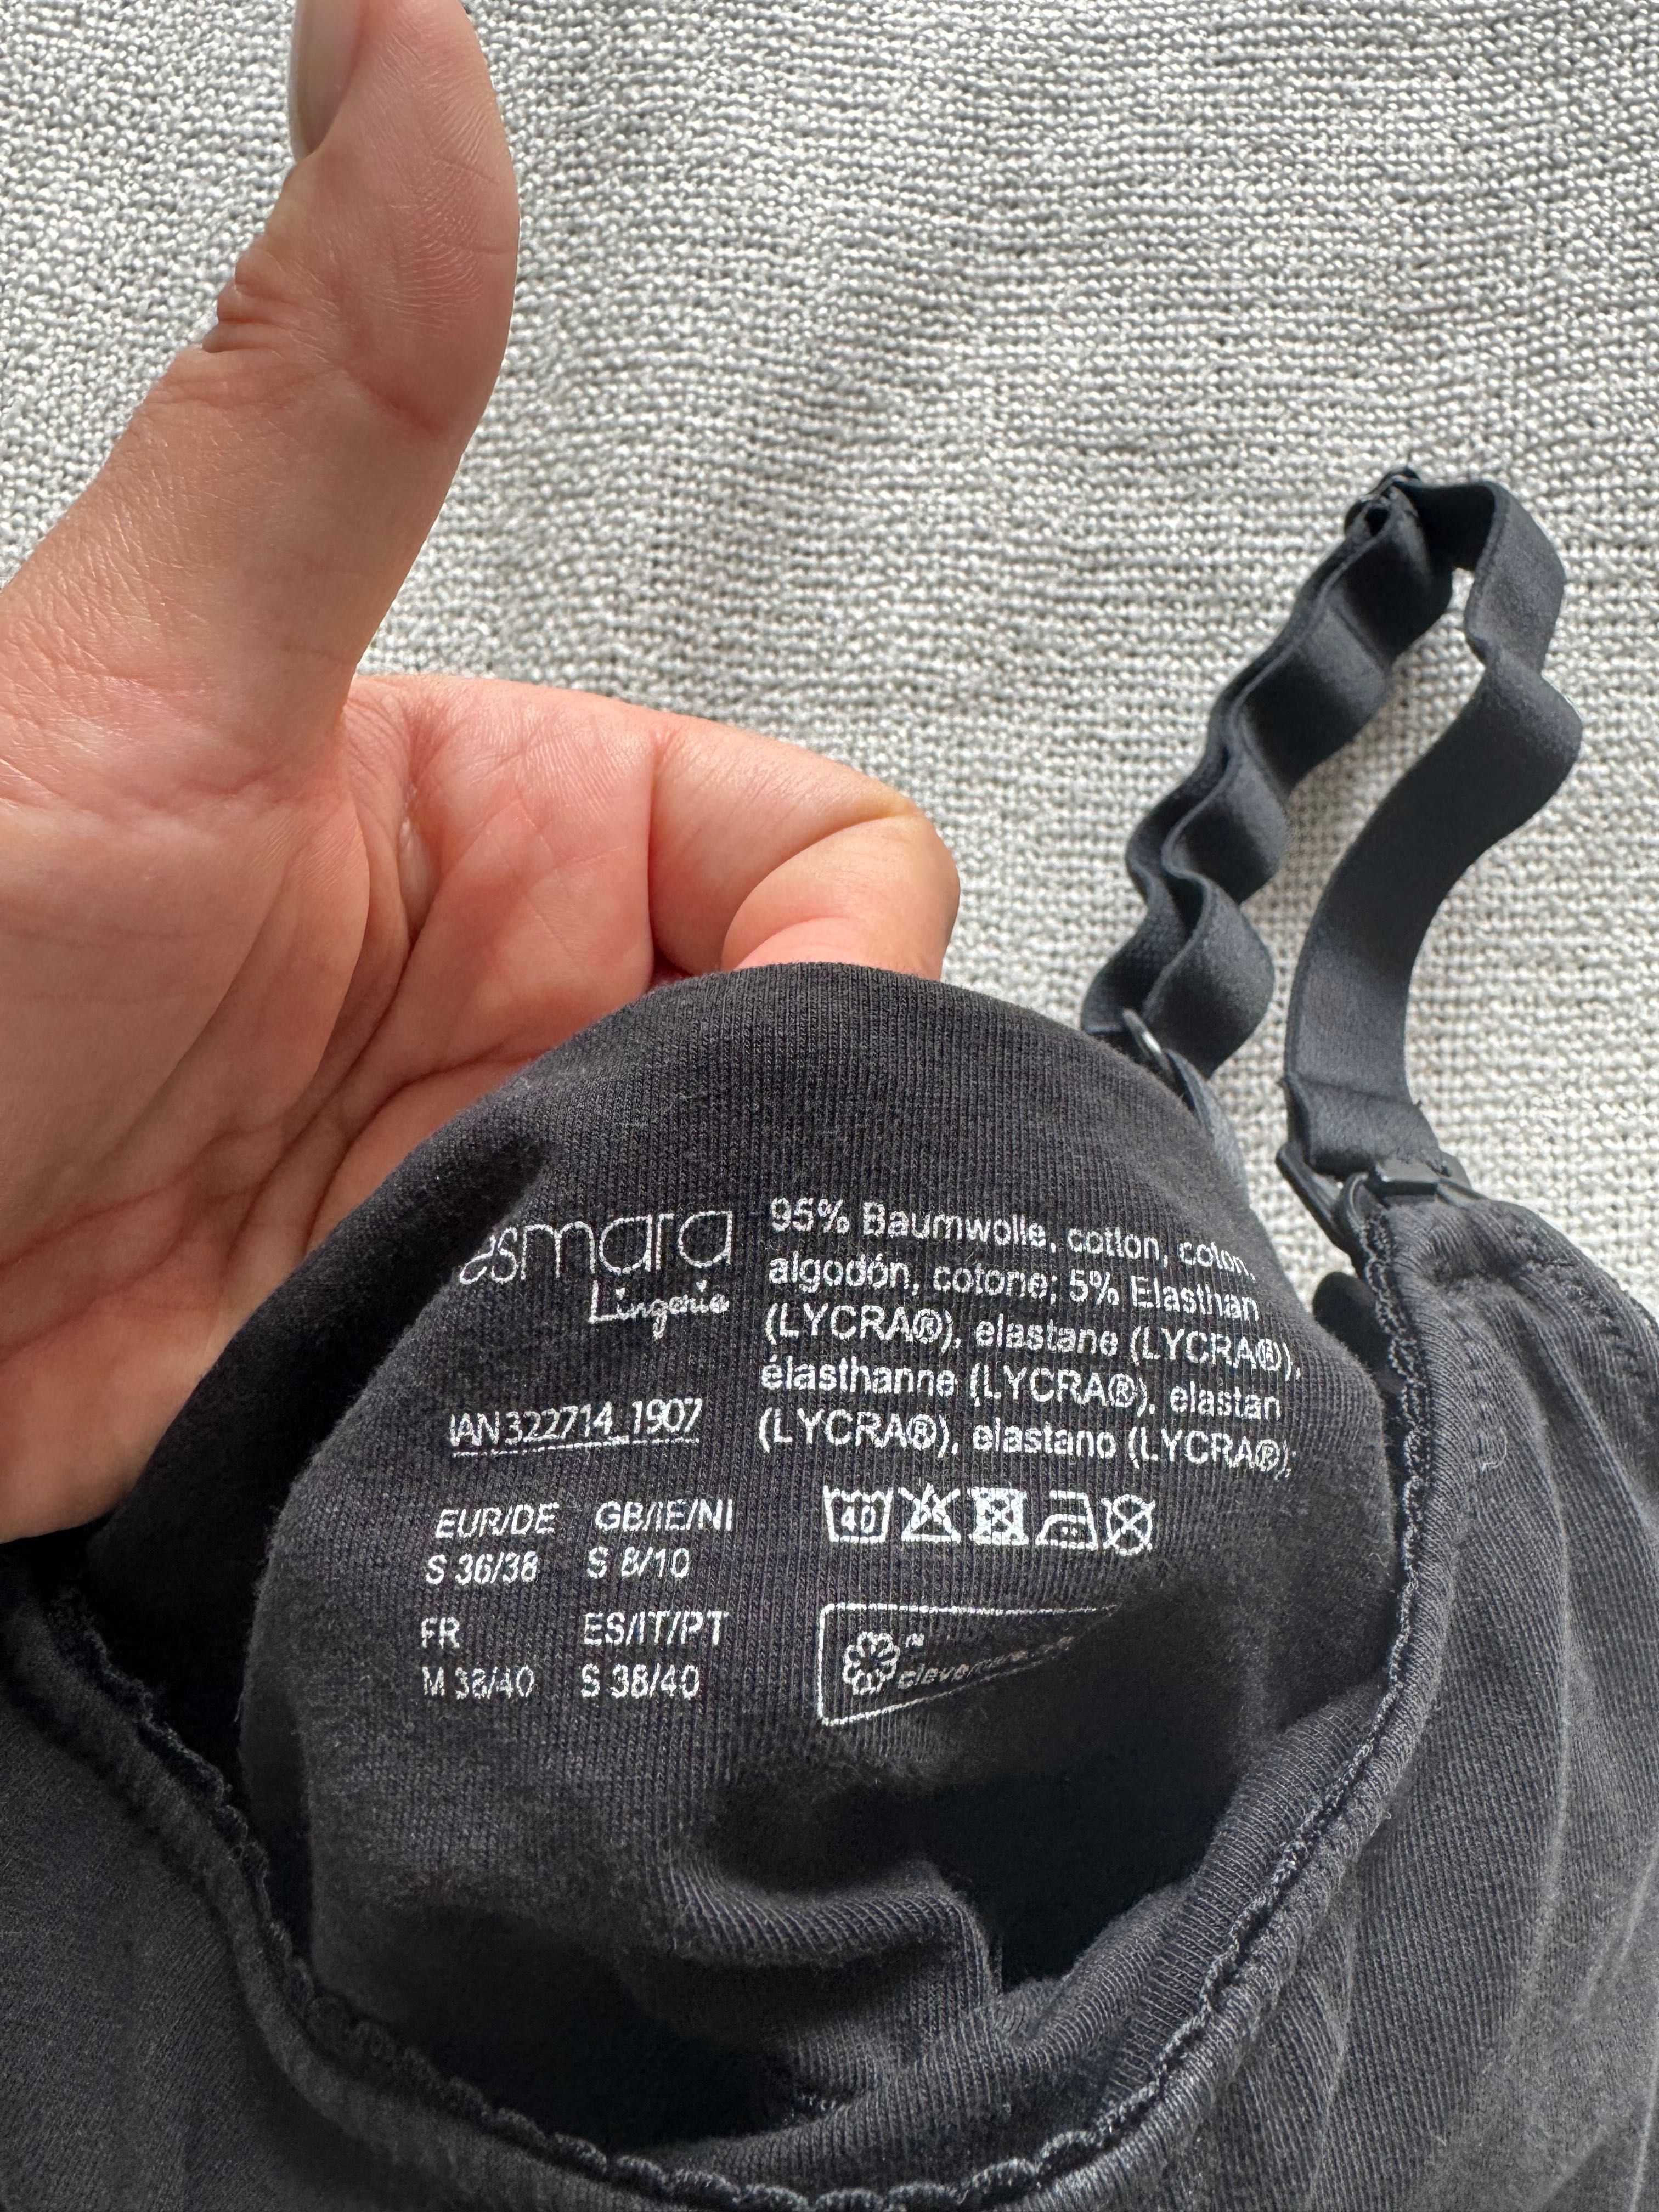 esmara
Lingerie
IAN 322714_1907
EUR/DE GB/IE/NI
S 36/38 S 8/10
FR ES/IT/PT
M 38/40 S 38/40
95% Baumwolle, cotton, coton,
algodón, cotone; 5% Elasthan
(LYCRA®), elastane (LYCRA®),
élasthanne (LYCRA®), elastan
(LYCRA®), elastano (LYCRA®);
40